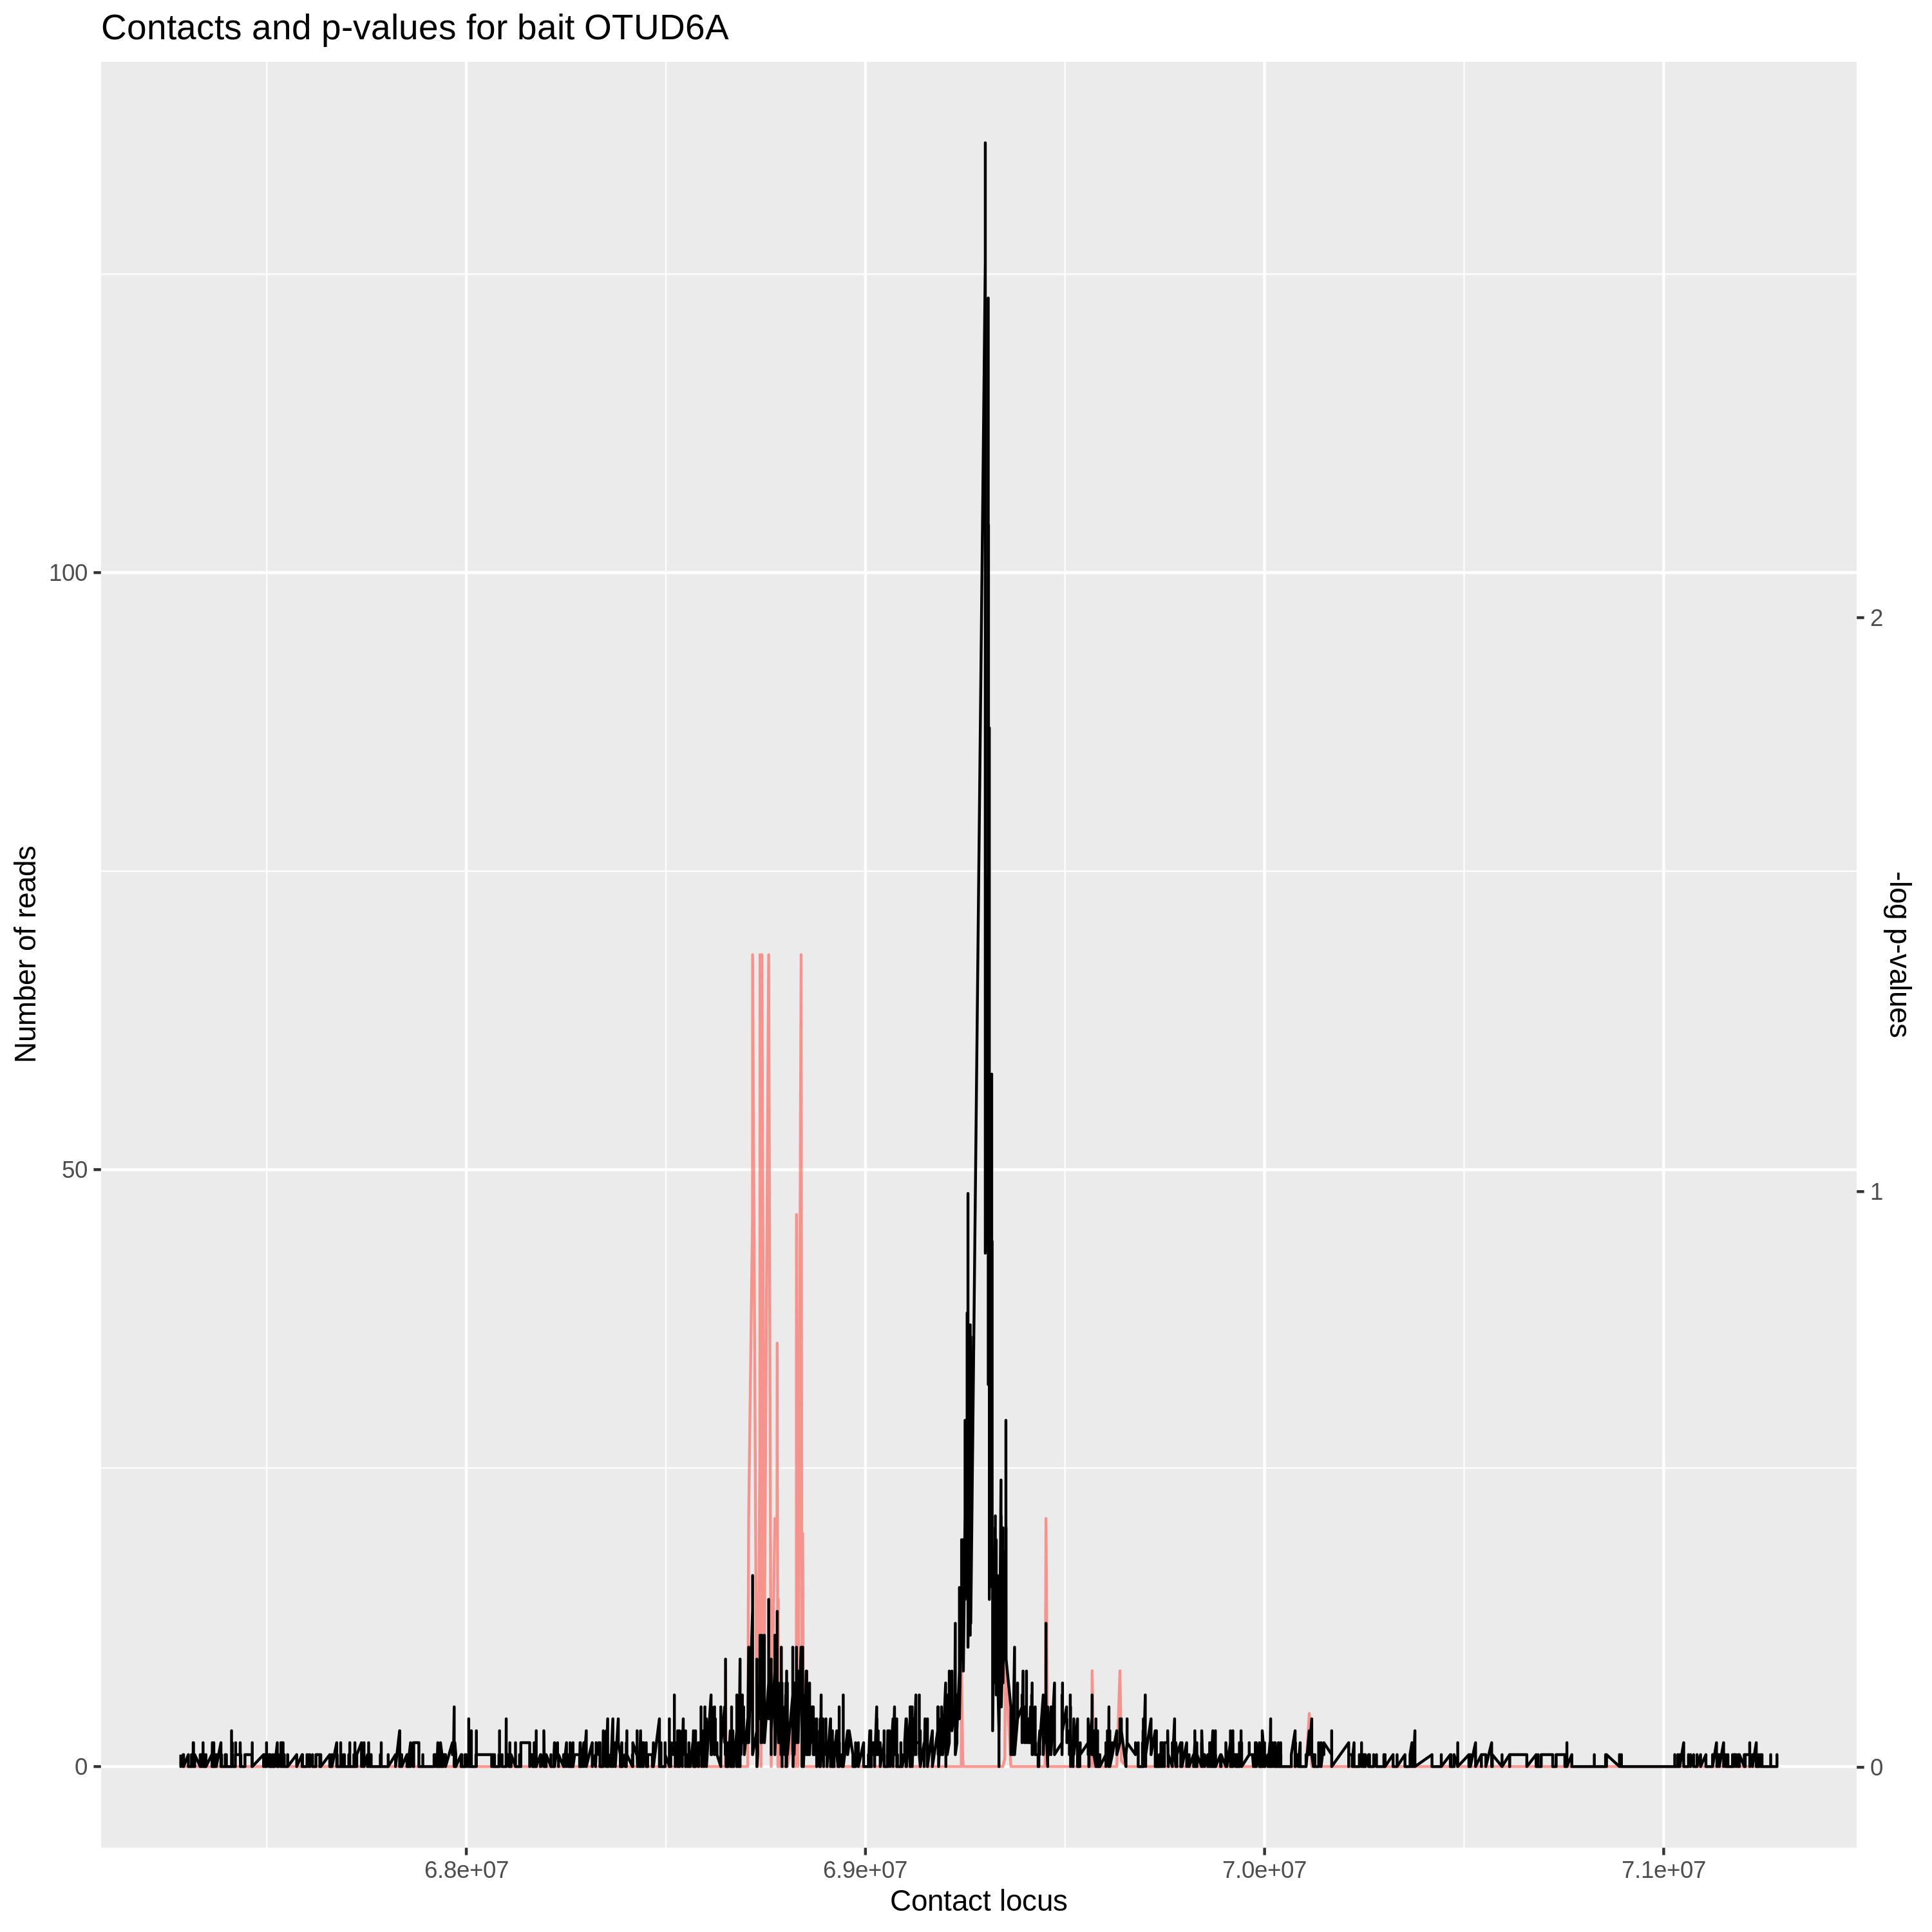 Contacts and p-values for bait OTUD6A
100
50
0
Number of reads
2
1
0
-log p-values
6.8e+07
6.9e+07
7.0e+07
7.1e+07
Contact locus